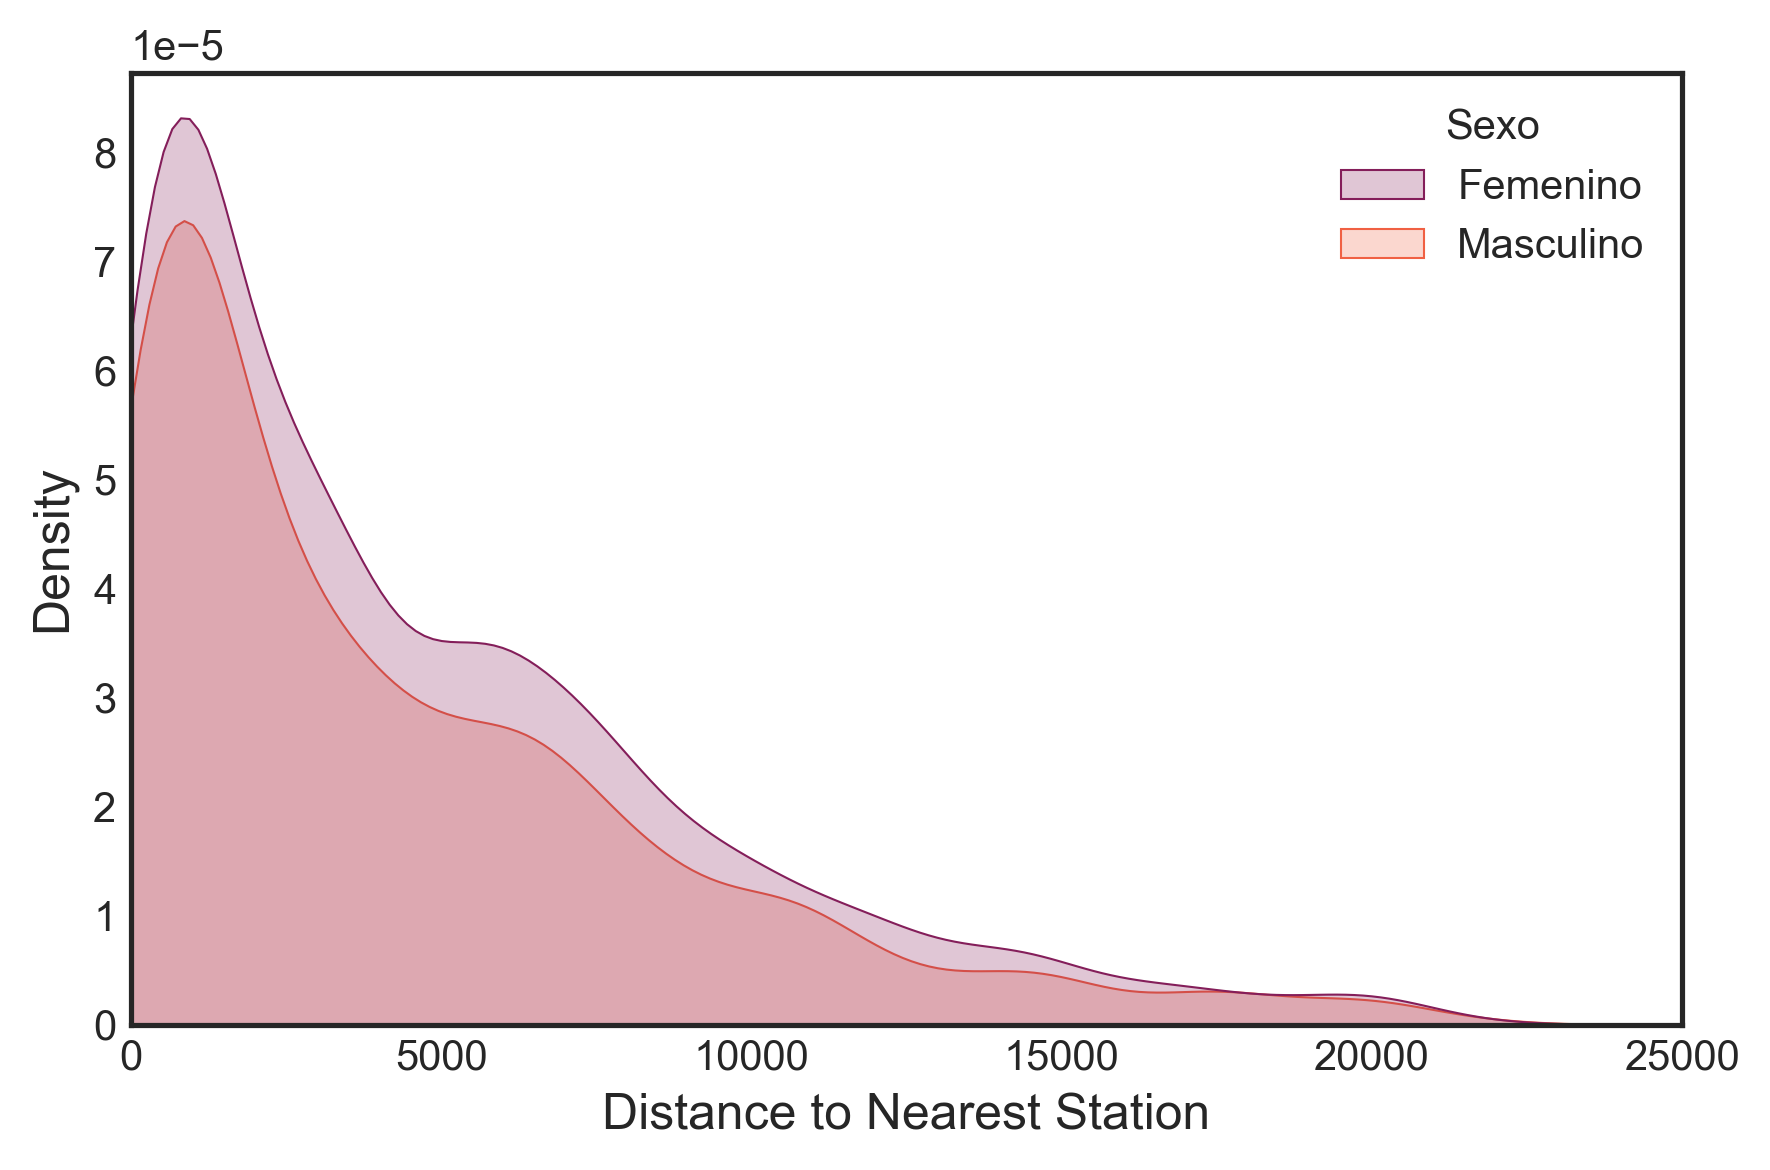 1e−5
8
7
6
5
4
3
2
1
0
Density
Sexo
Femenino
Masculino
0 5000 10000 15000 20000 25000
Distance to Nearest Station